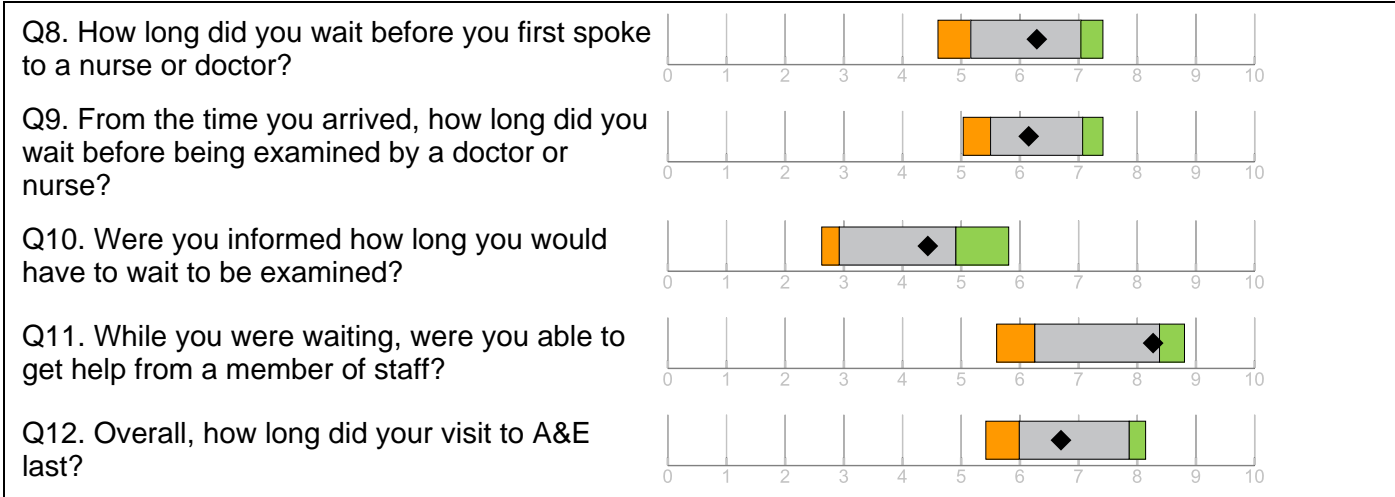 Q8. How long did you wait before you first spoke
to a nurse or doctor?
0 1 2 3 4 5 6 7 8 9 10
Q9. From the time you arrived, how long did you
wait before being examined by a doctor or
nurse?
0 1 2 3 4 5 6 7 8 9 10
Q10. Were you informed how long you would
have to wait to be examined?
0 1 2 3 4 5 6 7 8 9 10
Q11. While you were waiting, were you able to
get help from a member of staff?
0 1 2 3 4 5 6 7 8 9 10
Q12. Overall, how long did your visit to A&E
last?
0 1 2 3 4 5 6 7 8 9 10